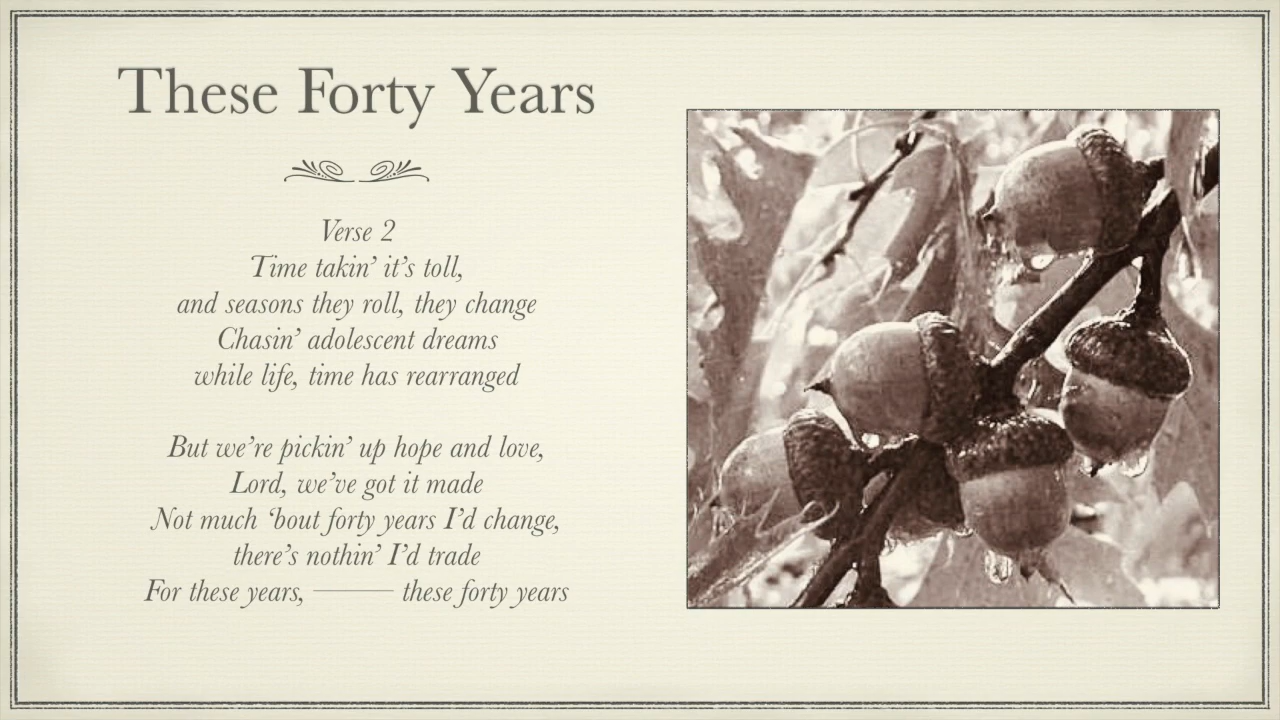 These Forty Years
Verse 2
Time takin’ it’s toll,
and seasons they roll, they change
Chasin’ adolescent dreams
while life, time has rearranged
But we’re pickin’ up hope and love,
Lord, we’ve got it made
Not much ‘bout forty years I’d change,
there’s nothin’ I’d trade
For these years, ——— these forty years